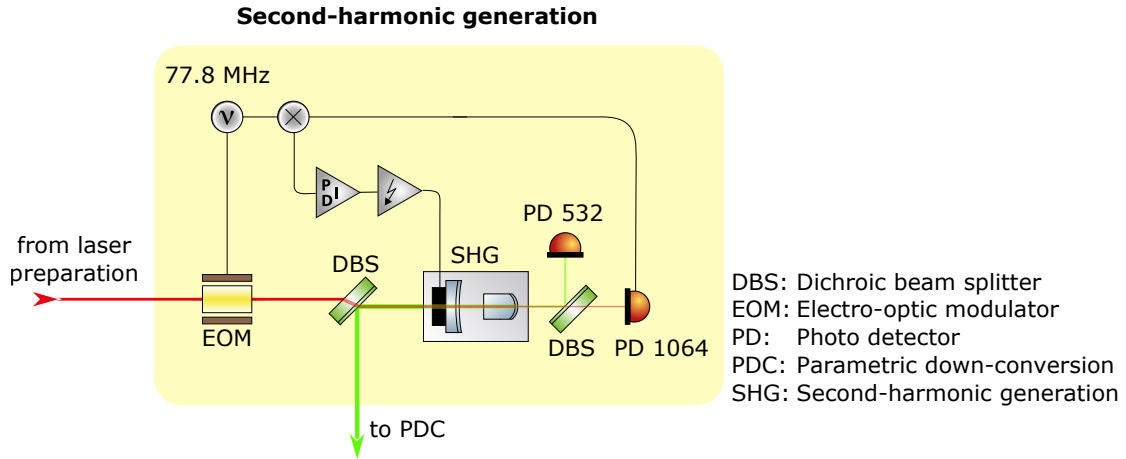 Second-harmonic generation
77.8 MHz
ν
P
I
D
PD 532
from laser
preparation
DBS
SHG
EOM
DBS
PD 1064
to PDC
DBS: Dichroic beam splitter
EOM: Electro-optic modulator
PD: Photo detector
PDC: Parametric down-conversion
SHG: Second-harmonic generation